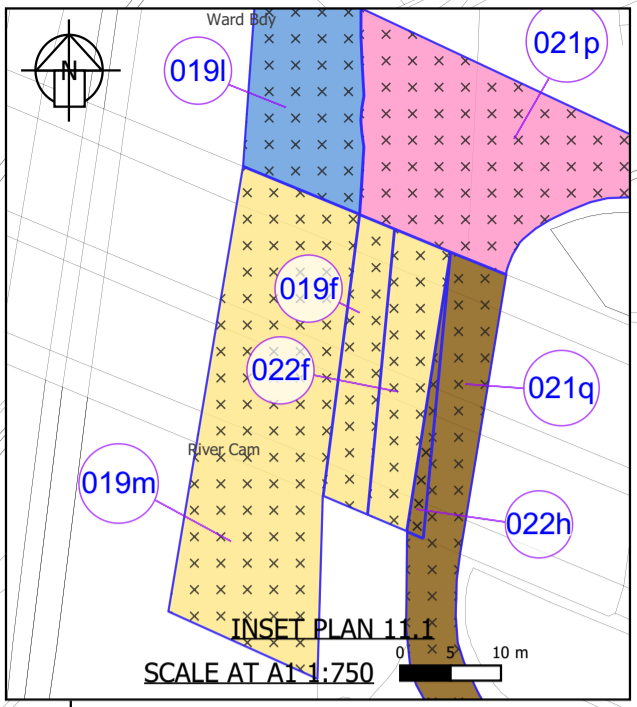 Ward Bdy
N
019l
021p
019f
022f
021q
River Cam
019m
022h
INSET PLAN 11.1
0 5 10 m
SCALE AT A1 1:750